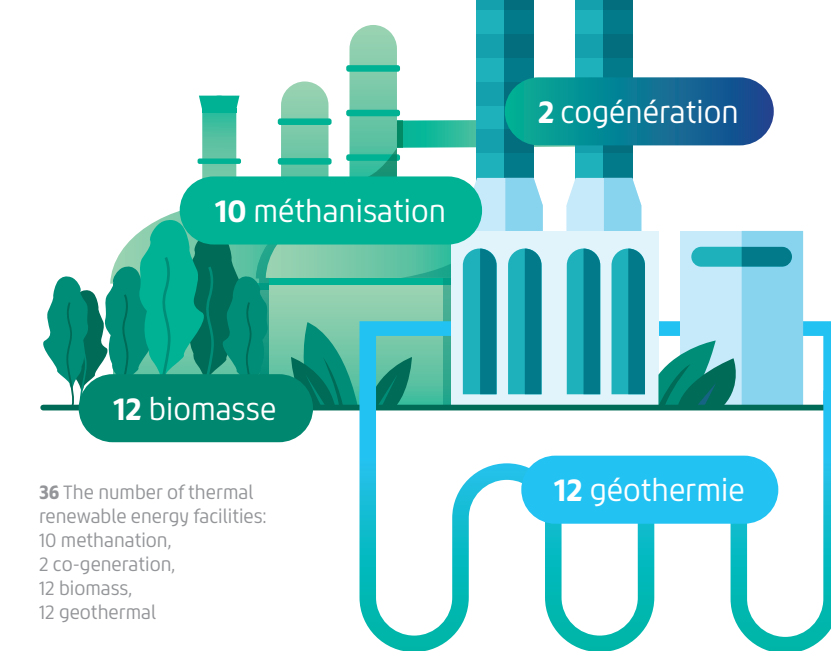 2 cogénération
10 méthanisation
12 biomasse
12 géothermie
36 The number of thermal
renewable energy facilities:
10 methanation,
2 co-generation,
12 biomass,
12 geothermal